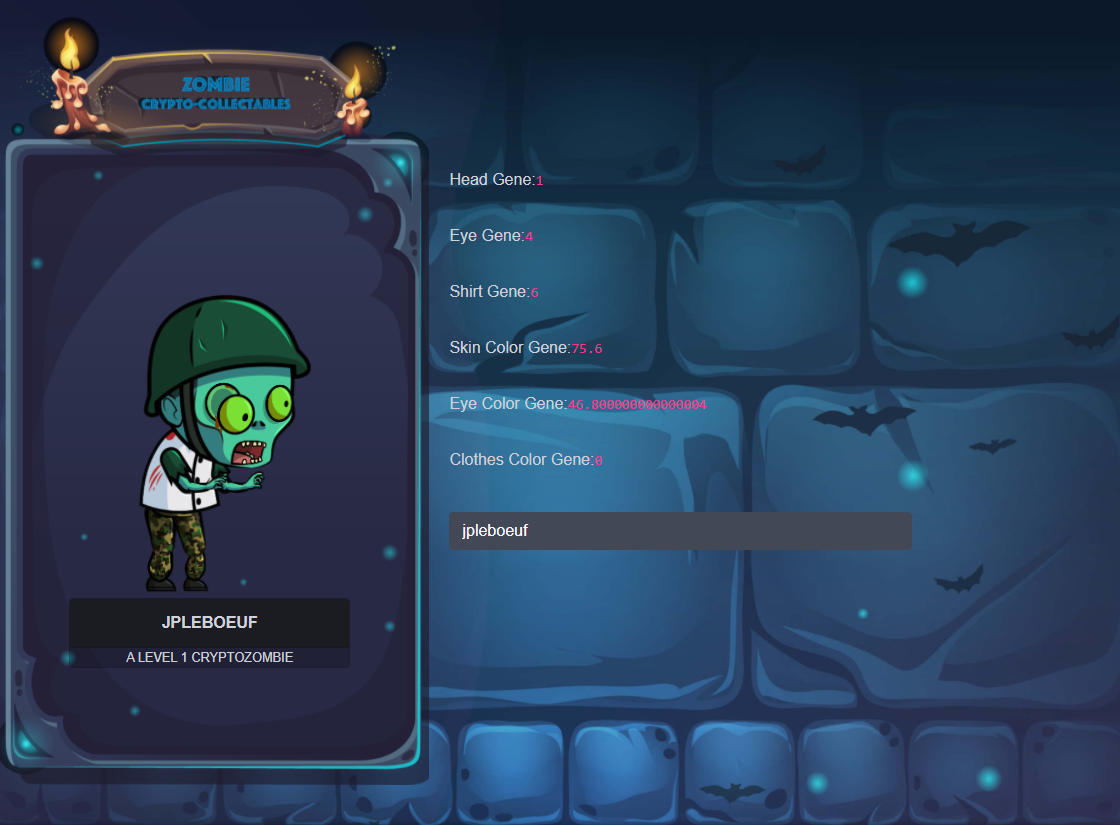 ZOMBIE
CRYPTO-COLLECTABLES
Head Gene:1
Eye Gene:4
Shirt Gene:6
Skin Color Gene:75.6
Eye Color Gene:46.800000000000004
Clothes Color Gene:0
jpleboeuf
JPLEBOEUF
A LEVEL 1 CRYPTOZOMBIE